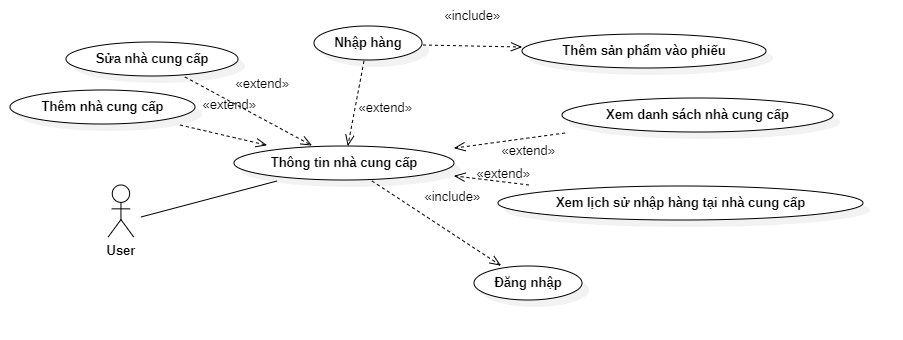 «include»
Nhập hàng
Thêm sản phẩm vào phiếu
Sửa nhà cung cấp
«extend»
Thêm nhà cung cấp
«extend»
«extend»
Xem danh sách nhà cung cấp
«extend»
Thông tin nhà cung cấp
«extend»
«include»
Xem lịch sử nhập hàng tại nhà cung cấp
User
Đăng nhập